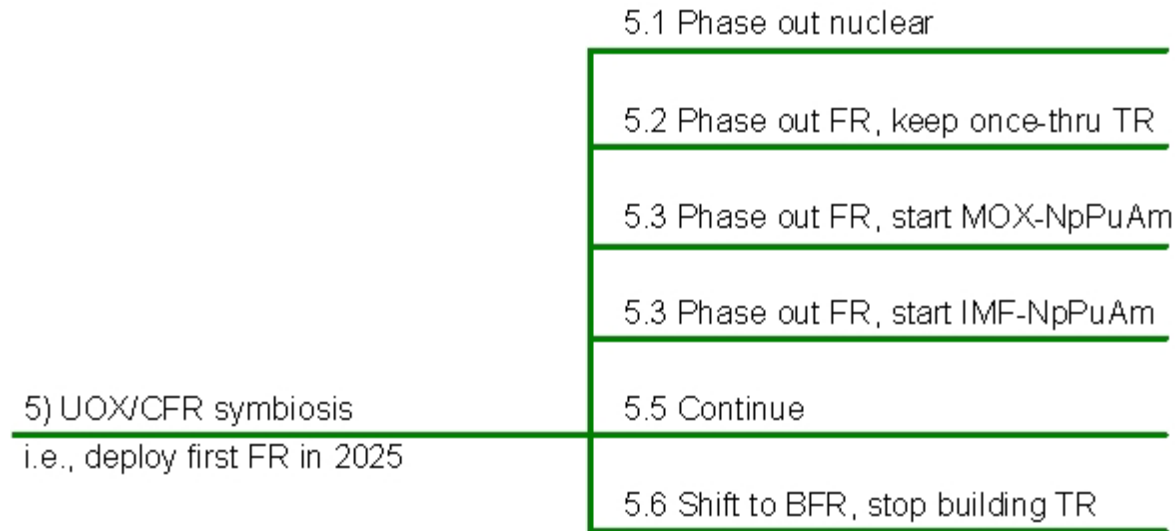 5.1 Phase out nuclear
5.2 Phase out FR, keep once-thru TR
5.3 Phase out FR, start MOX-NpPuAm
5.3 Phase out FR, start IMF-NpPuAm
5) UOX/CFR symbiosis
5.5 Continue
i.e., deploy first FR in 2025
5.6 Shift to BFR, stop building TR